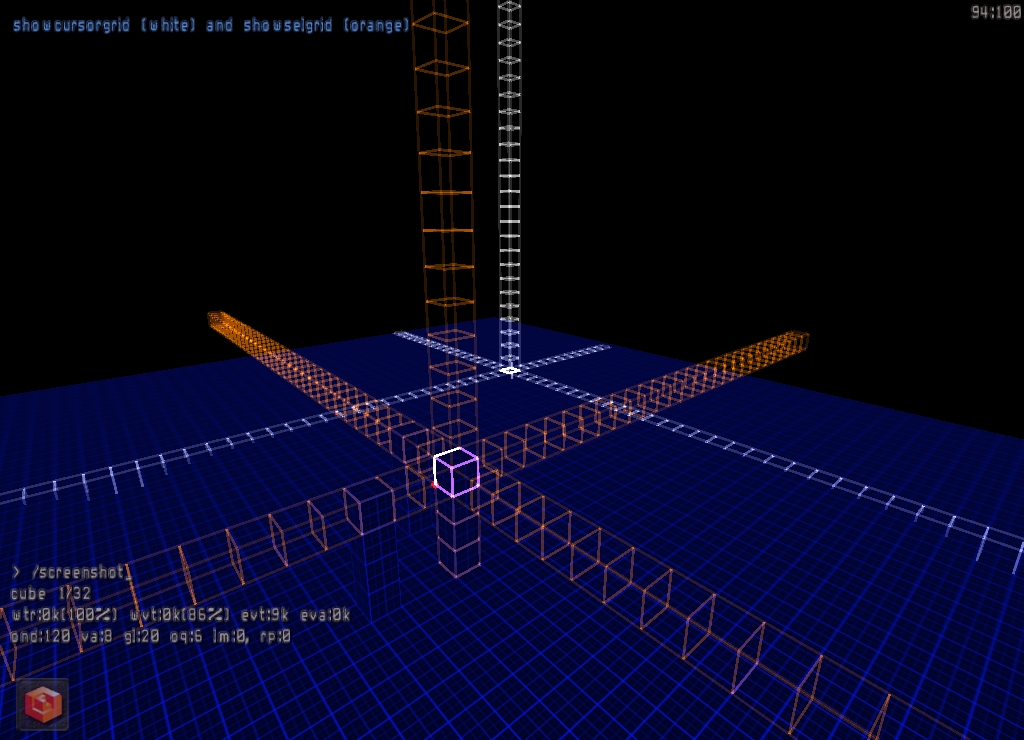 showcursorgrid (white) and showselgrid (orange)
94:100
> /screenshot_
cube 1/32
wtr:0k(100%) wvt:0k(86%) evt:9k eva:0k
ond:120 va:8 gl:20 oq:6 lm:0, rp:0